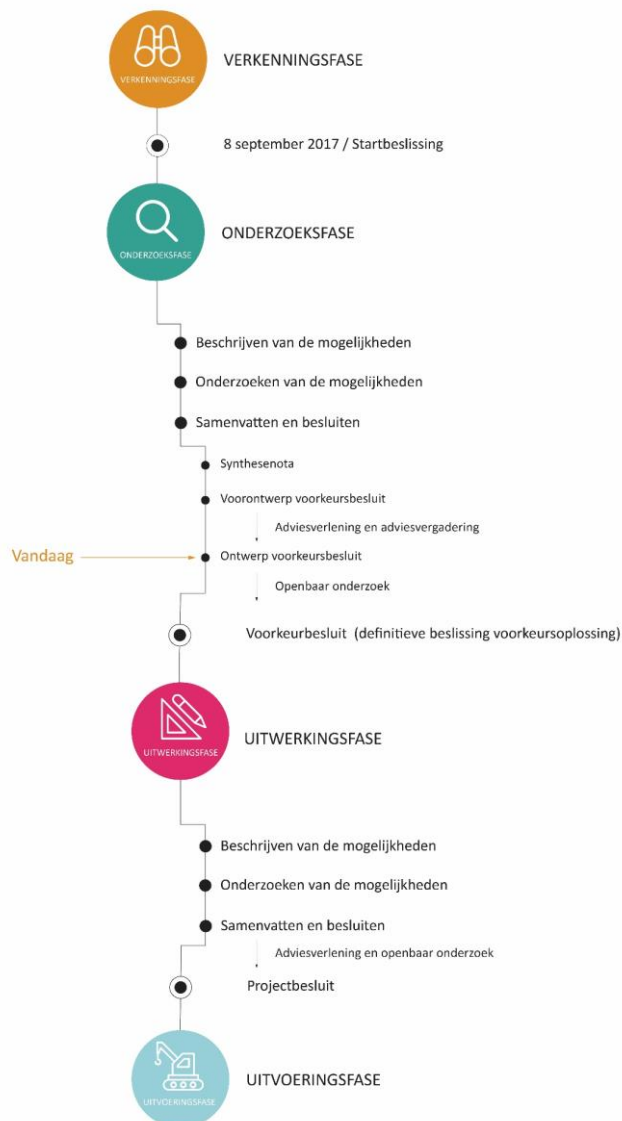 VERKENNINGSFASE
VERKENNINGSFASE
8 september 2017 / Startbeslissing
ONDERZOEKSFASE
ONDERZOEKSFASE
Beschrijven van de mogelijkheden
Onderzoeken van de mogelijkheden
Samenvatten en besluiten
Synthesenota
Voorontwerp voorkeursbesluit
Adviesverlening en adviesvergadering
Vandaag
Ontwerp voorkeursbesluit
Openbaar onderzoek
Voorkeurbesluit (definitieve beslissing voorkeursoplossing)
UITWERKINGSFASE
UITWERKINGSFASE
Beschrijven van de mogelijkheden
Onderzoeken van de mogelijkheden
Samenvatten en besluiten
Adviesverlening en openbaar onderzoek
Projectbesluit
UITVOERINGSFASE
UITVOERINGSFASE